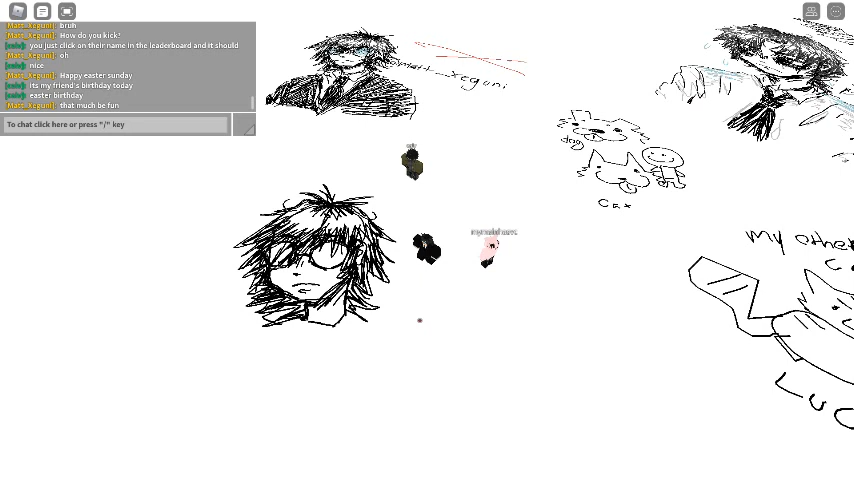 [Matt_Xeguni]: bruh
[Matt_Xeguni]: How do you kick?
you just click on their name in the leaderboard and it should
[Matt_Xeguni]: oh
nice
[Matt_Xeguni]: Happy easter sunday
its my friend's birthday today
easter birthday
[Matt_Xeguni]: that much be fun
To chat click here or press "/" key
matt_xeguni
dog
cax
my other
Luc